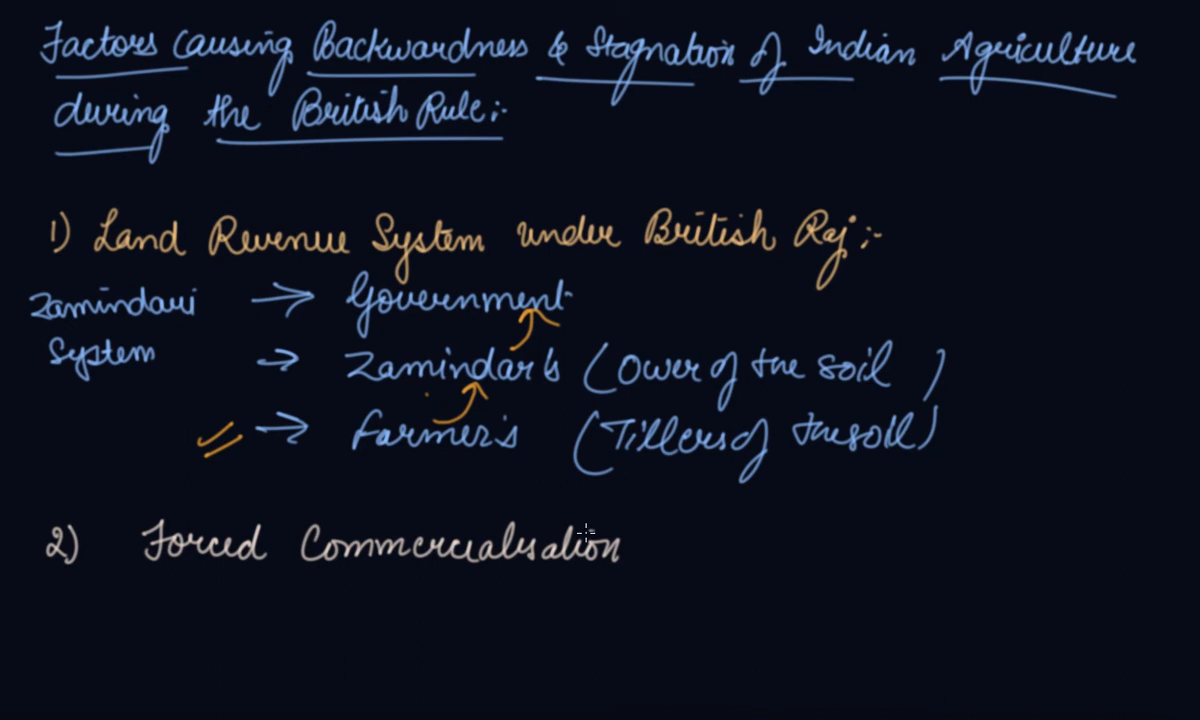 Factors Causing Backwardness & Stagnation of Indian Agriculture
during the British Rule:-
1) Land Revenue System under British Raj:-
Zamindari → Government
System → Zamindar's (Ower of the soil)
→ Farmer's (Tillers of the soil)
2) Forced Commercialisation